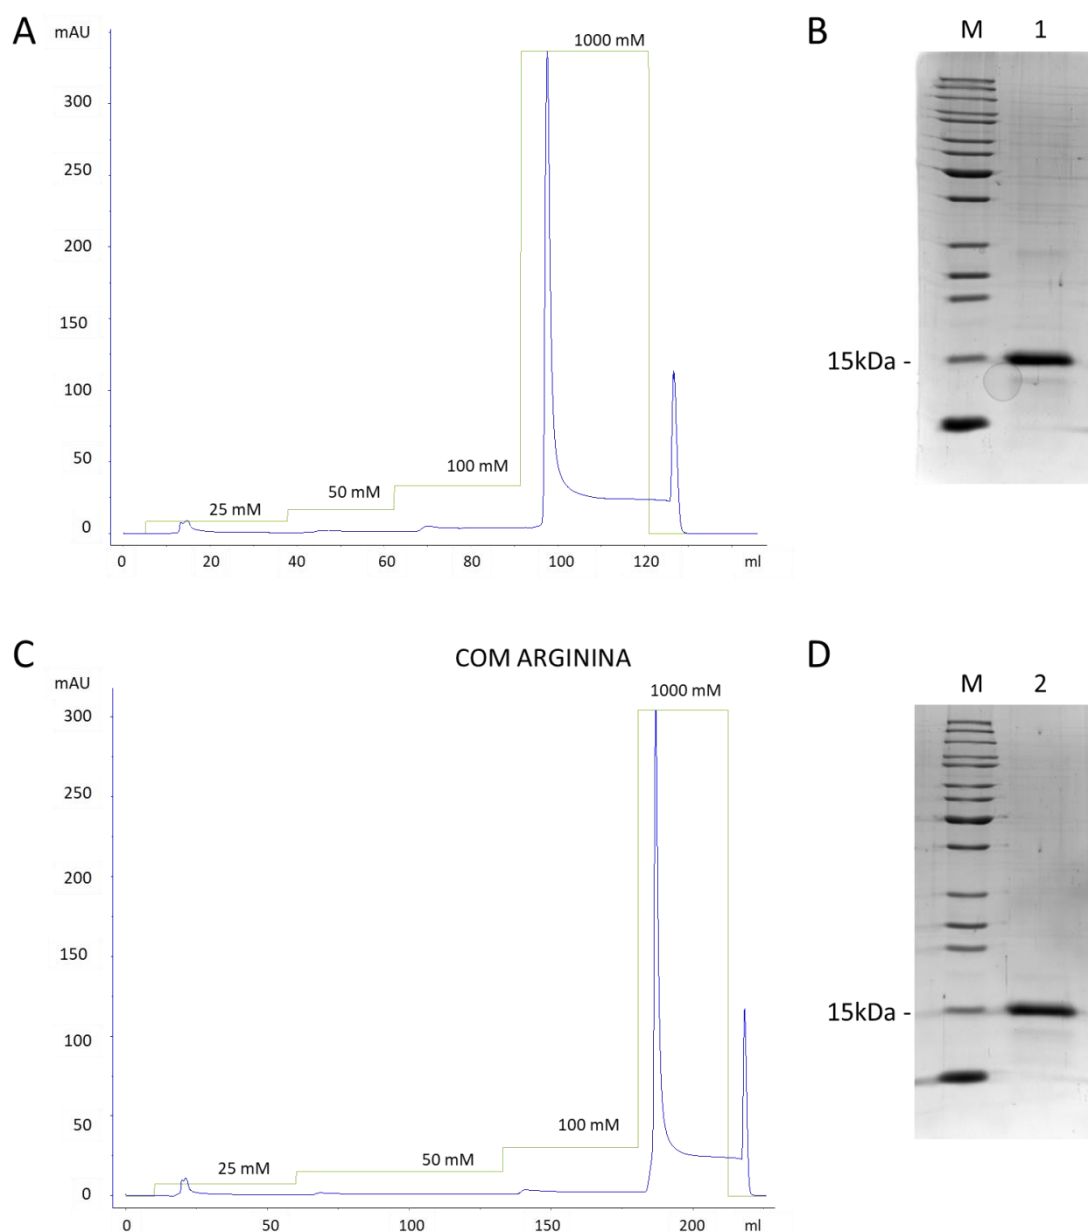 A
mAU
1000 mM
300
250
200
150
100
50
0
25 mM
50 mM
100 mM
0 20 40 60 80 100 120 ml
B
M 1
15kDa -
C
COM ARGININA
mAU
1000 mM
300
250
200
150
100
50
0
25 mM
50 mM
100 mM
0 50 100 150 200 ml
D
M 2
15kDa -